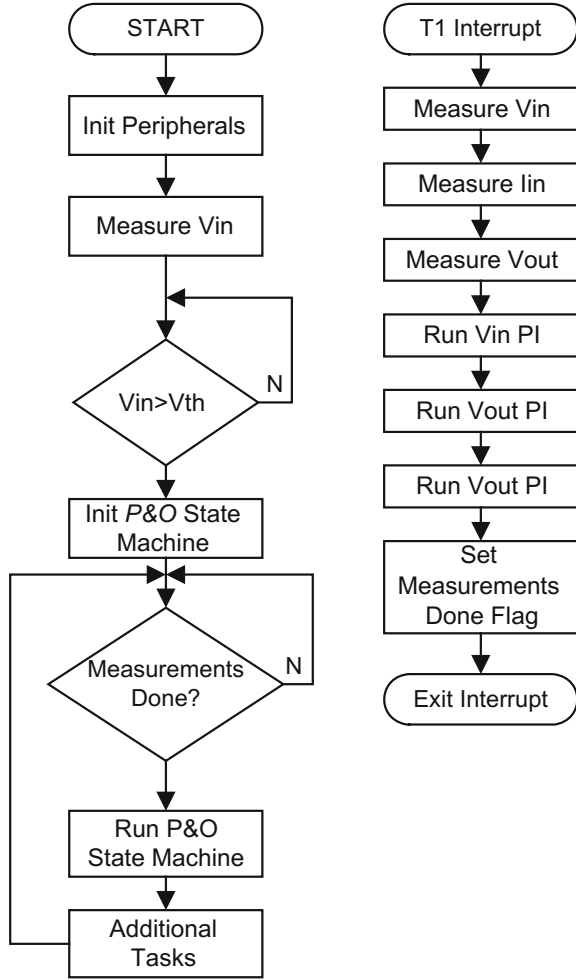 START
Init Peripherals
Measure Vin
Vin>Vth
N
Init P&O State
Machine
Measurements
Done?
N
Run P&O
State Machine
Additional
Tasks
T1 Interrupt
Measure Vin
Measure Iin
Measure Vout
Run Vin PI
Run Vout PI
Run Vout PI
Set
Measurements
Done Flag
Exit Interrupt